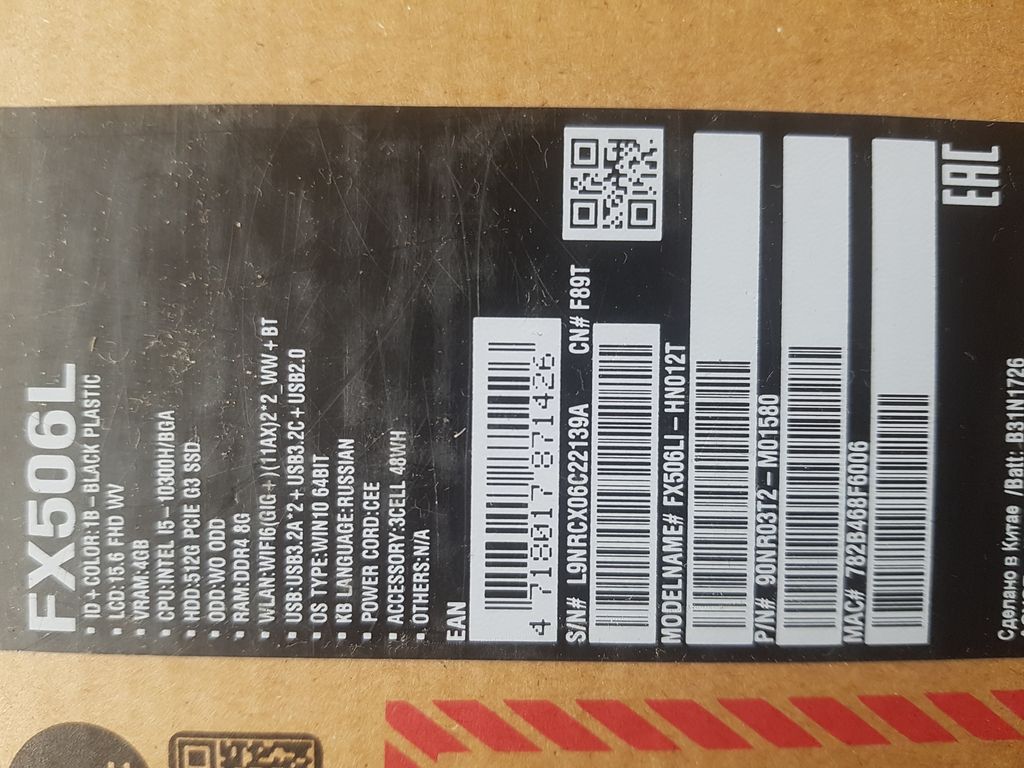 FX506L
▪ ID + COLOR:1B – BLACK PLASTIC
▪ LCD:15.6 FHD WV
▪ VRAM:4GB
▪ CPU:INTEL I5 – 10300H/BGA
▪ HDD:512G PCIE G3 SSD
▪ ODD:WO ODD
▪ RAM:DDR4 8G
▪ WLAN:WIFI6(GIG + )(11AX)2*2_WW + BT
▪ USB:USB3.2A*2 + USB3.2C + USB2.0
▪ OS TYPE:WIN10 64BIT
▪ KB LANGUAGE:RUSSIAN
▪ POWER CORD:CEE
▪ ACCESSORY:3CELL 48WH
▪ OTHERS:N/A
EAN
4 718017 871426
S/N# L9NRCX06C22139A CN# F89T
MODELNAME# FX506LI – HN012T
P/N# 90NR03T2 – M01580
MAC# 782B468F6006
EAC
Сделано в Китае /Batt: B31N1726